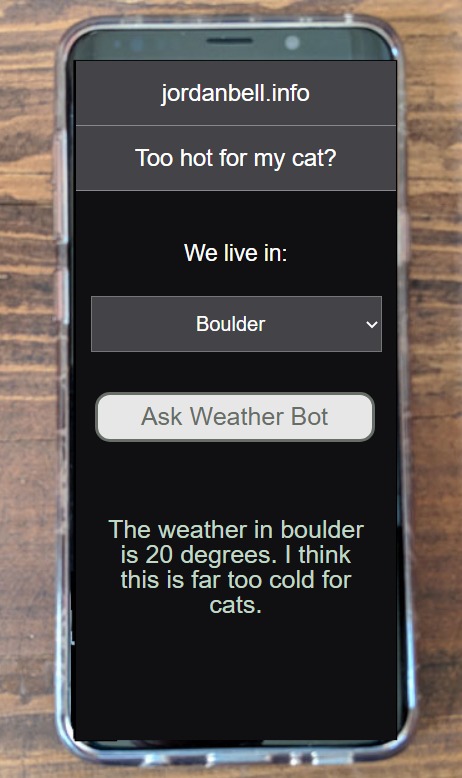 jordanbell.info
Too hot for my cat?
We live in:
Boulder
Ask Weather Bot
The weather in boulder
is 20 degrees. I think
this is far too cold for
cats.